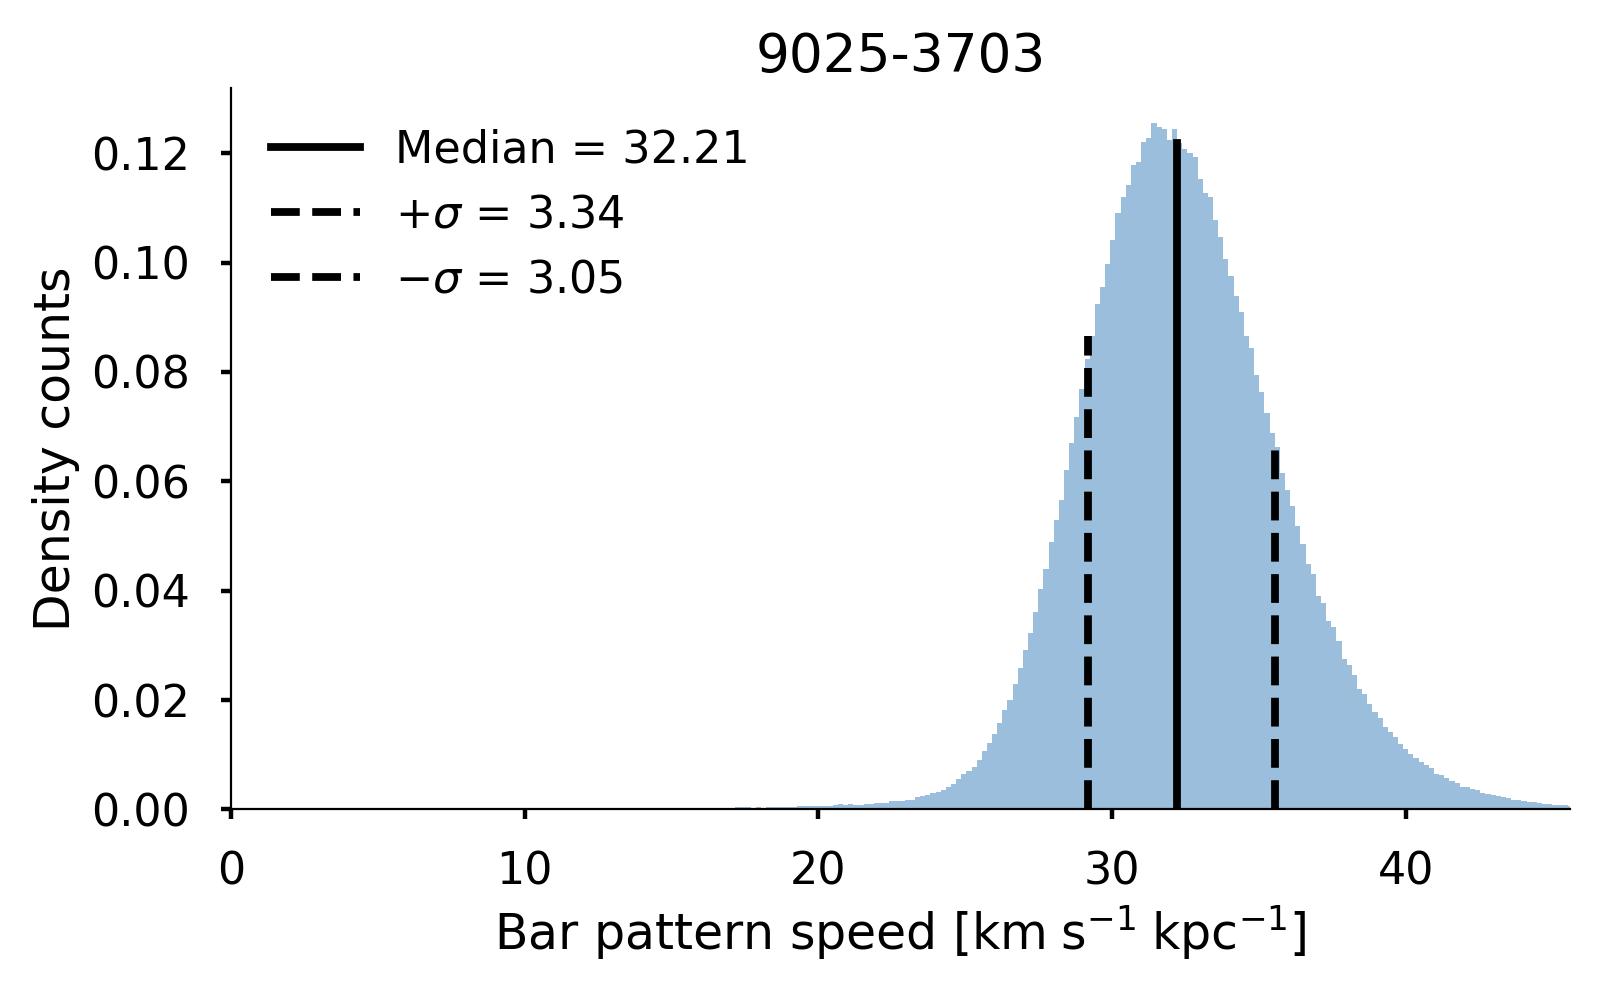 9025-3703
Median = 32.21
+σ = 3.34
−σ = 3.05
Density counts
0.12
0.10
0.08
0.06
0.04
0.02
0.00
0 10 20 30 40
Bar pattern speed [km s⁻¹ kpc⁻¹]